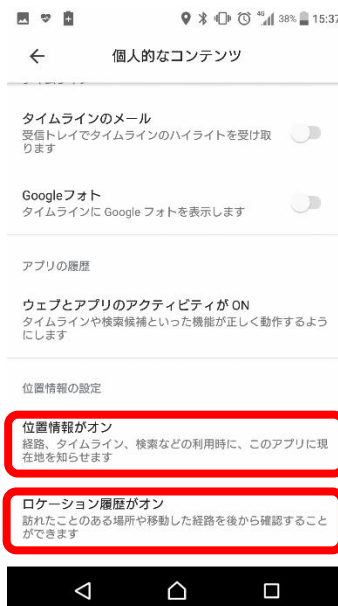 38% 15:37
個人的なコンテンツ
タイムラインのメール
受信トレイでタイムラインのハイライトを受け取
ります
Googleフォト
タイムラインに Google フォトを表示します
アプリの履歴
ウェブとアプリのアクティビティが ON
タイムラインや検索候補といった機能が正しく動作するよう
にします
位置情報の設定
位置情報がオン
経路、タイムライン、検索などの利用時に、このアプリに現
在地を知らせます
ロケーション履歴がオン
訪れたことのある場所や移動した経路を後から確認すること
ができます